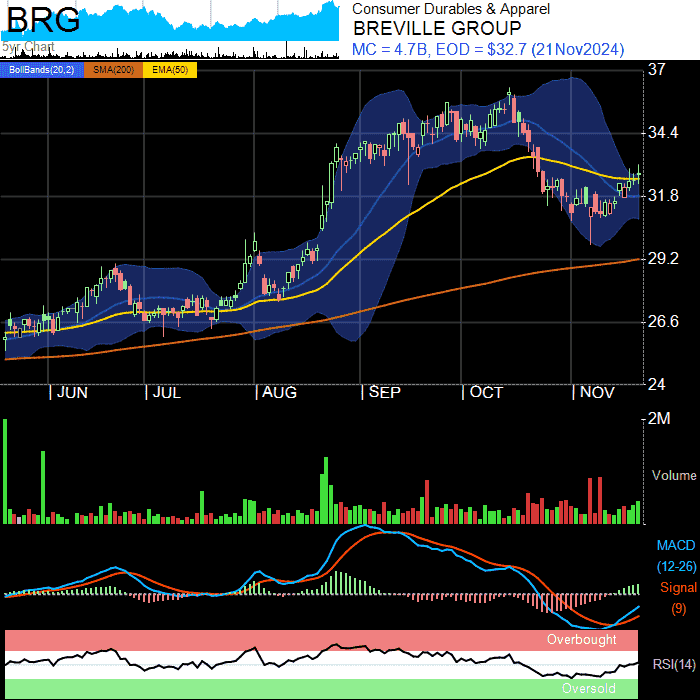 BRG
5yr Chart
Consumer Durables & Apparel
BREVILLE GROUP
MC = 4.7B, EOD = $32.7 (21Nov2024)
BollBands(20,2) SMA(200) EMA(50)
37
34.4
31.8
29.2
26.6
24
JUN JUL AUG SEP OCT NOV
2M
Volume
MACD
(12-26)
Signal
(9)
Overbought
RSI(14)
Oversold